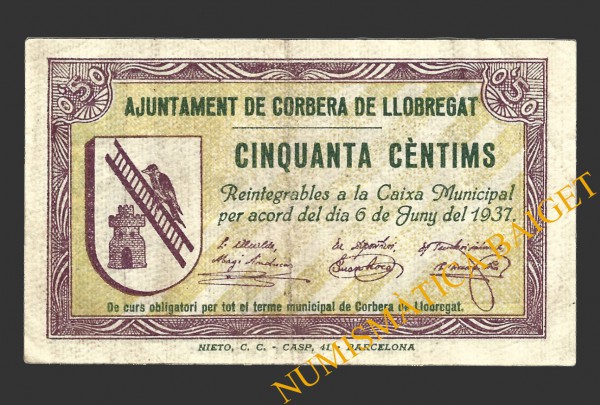 50 50
AJUNTAMENT DE CORBERA DE LLOBREGAT
CINQUANTA CÈNTIMS
Reintegrables a la Caixa Municipal
per acord del dia 6 de Juny del 1937.
De curs obligatori per tot el terme municipal de Corbera de Llobregat.
NIETO, C. C. - CASP, 41 - BARCELONA
NUMISMATICA BAIGET